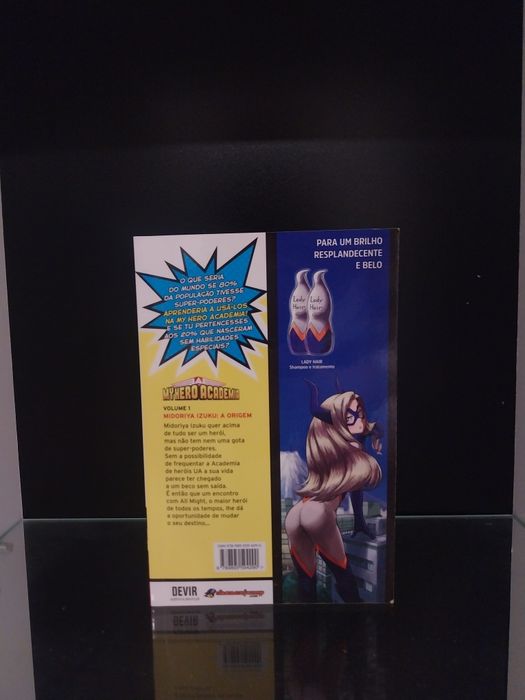 O QUE SERIA
DO MUNDO SE 80%
DA POPULAÇÃO TIVESSE
SUPER-PODERES?
APRENDERIA A USÁ-LOS
NA MY HERO ACADEMIA!
E SE TU PERTENCESSES
AOS 20% QUE NASCERAM
SEM HABILIDADES
ESPECIAIS?
MY HERO ACADEMIA
VOLUME 1
MIDORIYA IZUKU: A ORIGEM
Midoriya Izuku quer acima
de tudo ser um herói,
mas não tem nem uma gota
de super-poderes.
Sem a possibilidade
de frequentar a Academia
de heróis UA a sua vida
parece ter chegado
a um beco sem saída.
É então que um encontro
com All Might, o maior herói
de todos os tempos, lhe dá
a oportunidade de mudar
o seu destino...
DEVIR
PARA UM BRILHO
RESPLANDECENTE
E BELO
Lady
Hair
Lady
Hair
LADY HAIR
Shampoo e tratamento